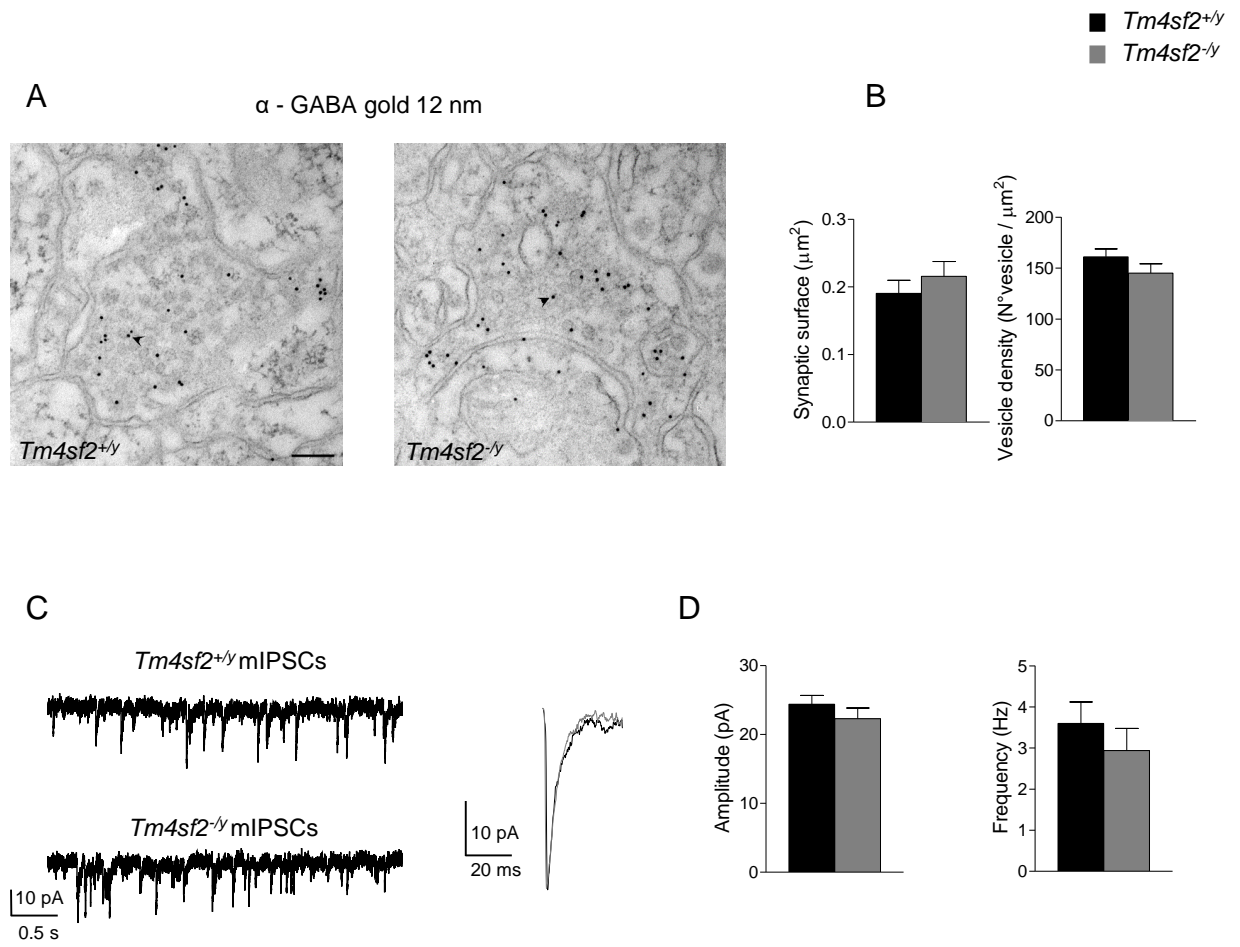 Tm4sf2+/y
Tm4sf2-/y
A
α - GABA gold 12 nm
Tm4sf2+/y
Tm4sf2-/y
B
Synaptic surface (μm2)
0.3
0.2
0.1
0.0
Vesicle density (N°vesicle / μm2)
200
150
100
50
0
C
Tm4sf2+/y mIPSCs
Tm4sf2-/y mIPSCs
10 pA
0.5 s
10 pA
20 ms
D
Amplitude (pA)
30
20
10
0
Frequency (Hz)
5
4
3
2
1
0